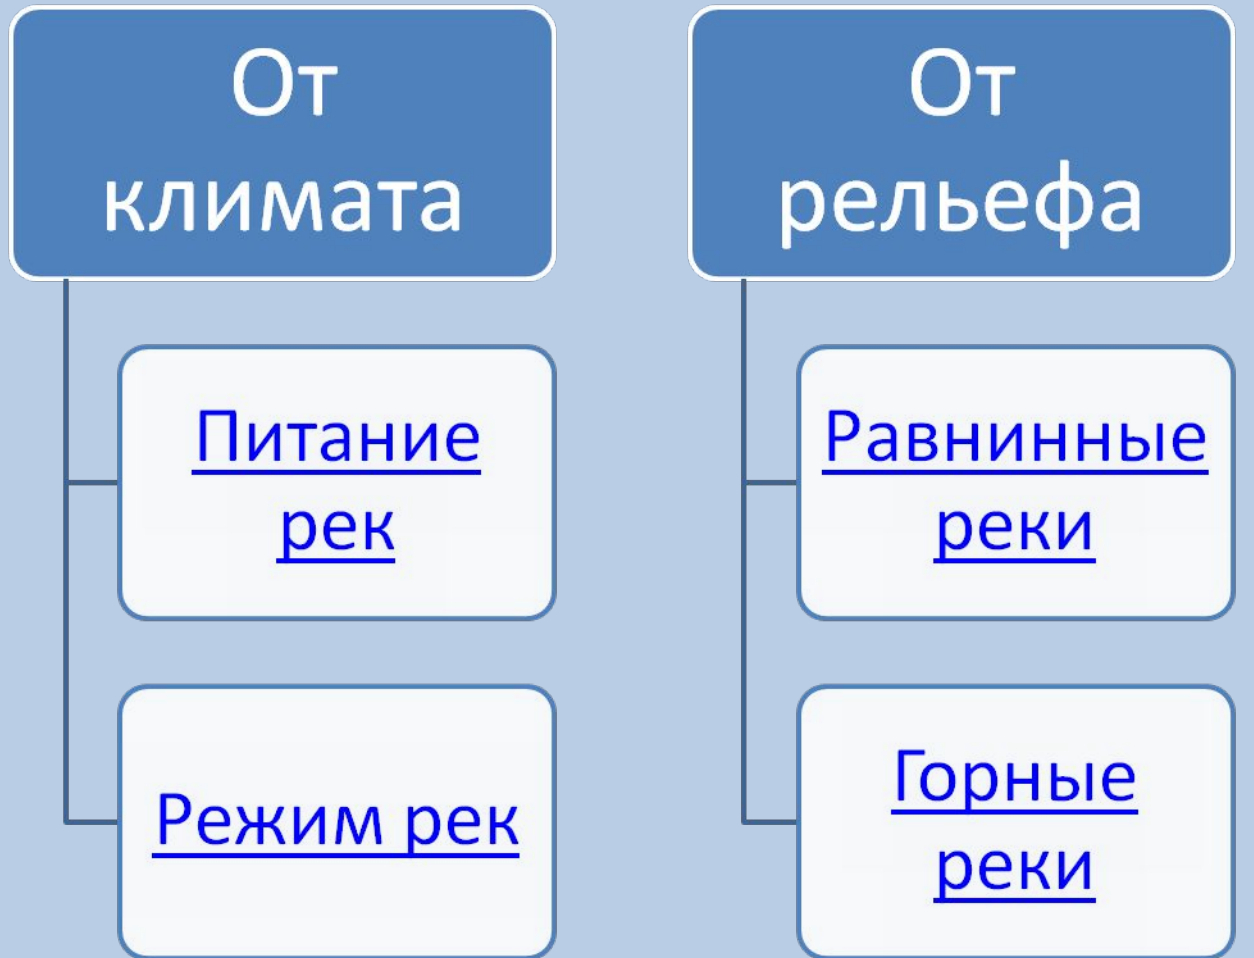 От
климата
Питание
рек
Режим рек
От
рельефа
Равнинные
реки
Горные
реки